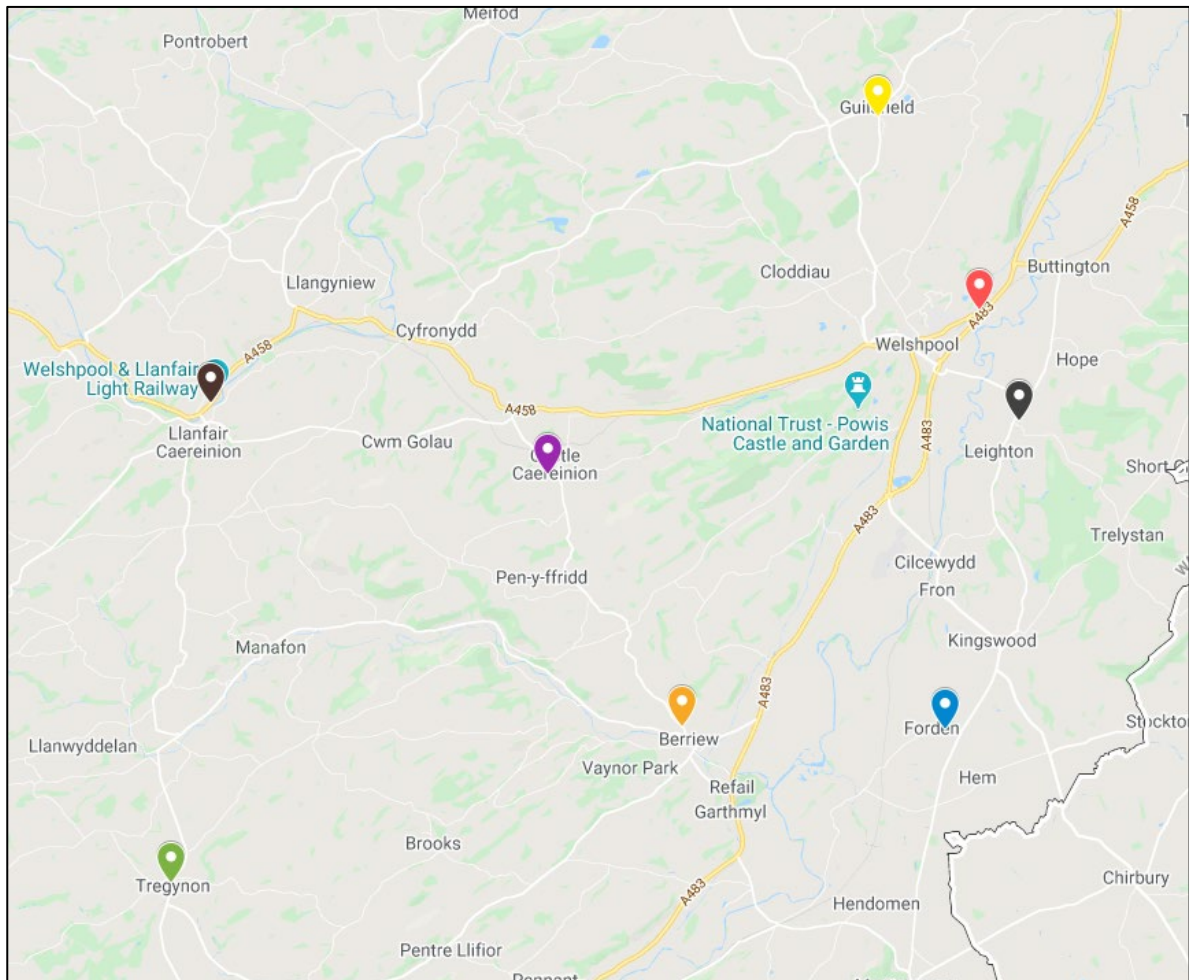 Meifod
Pontrobert
Guilsfield
A458
Buttington
Cloddiau
Llangyniew
A483
Cyfronydd
Welshpool
A458
Hope
Welshpool & Llanfair
Light Railway
A458
National Trust - Powis
Castle and Garden
A483
Llanfair
Caereinion
Cwm Golau
Castle
Caereinion
Leighton
Short
A483
Trelystan
Cilcewydd
Fron
Pen-y-ffridd
Manafon
Kingswood
A483
Forden
Stockton
Berriew
Llanwyddelan
Vaynor Park
Hem
Refail
Garthmyl
Brooks
Tregynon
Chirbury
A483
Hendomen
Pentre Llifior